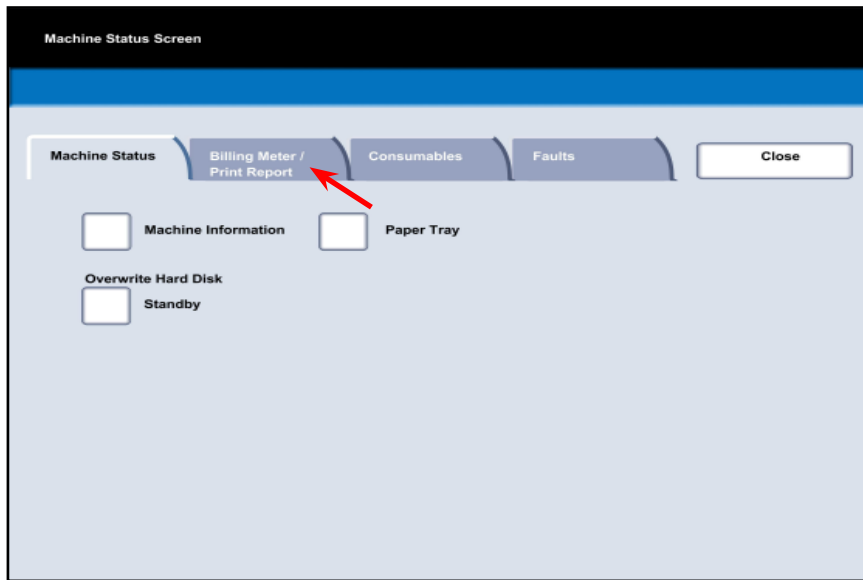 Machine Status Screen
Machine Status
Billing Meter /
Print Report
Consumables
Faults
Close
Machine Information
Paper Tray
Overwrite Hard Disk
Standby